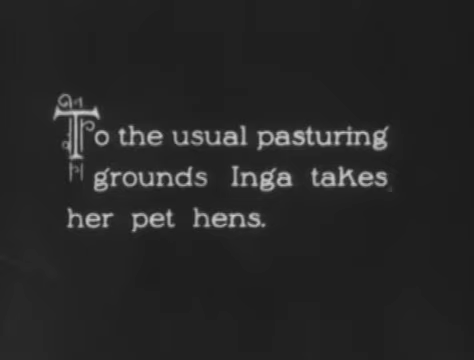 To the usual pasturing
grounds Inga takes
her pet hens.